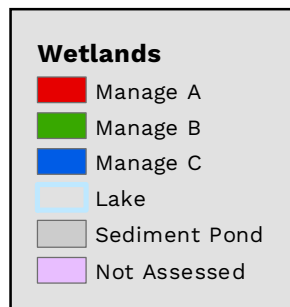 Wetlands
Manage A
Manage B
Manage C
Lake
Sediment Pond
Not Assessed